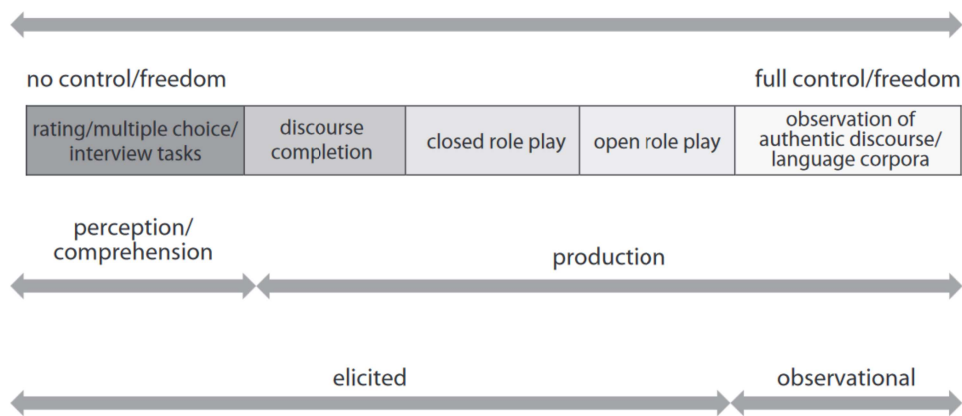 no control/freedom
full control/freedom
rating/multiple choice/
interview tasks
discourse
completion
closed role play
open role play
observation of
authentic discourse/
language corpora
perception/
comprehension
production
elicited
observational